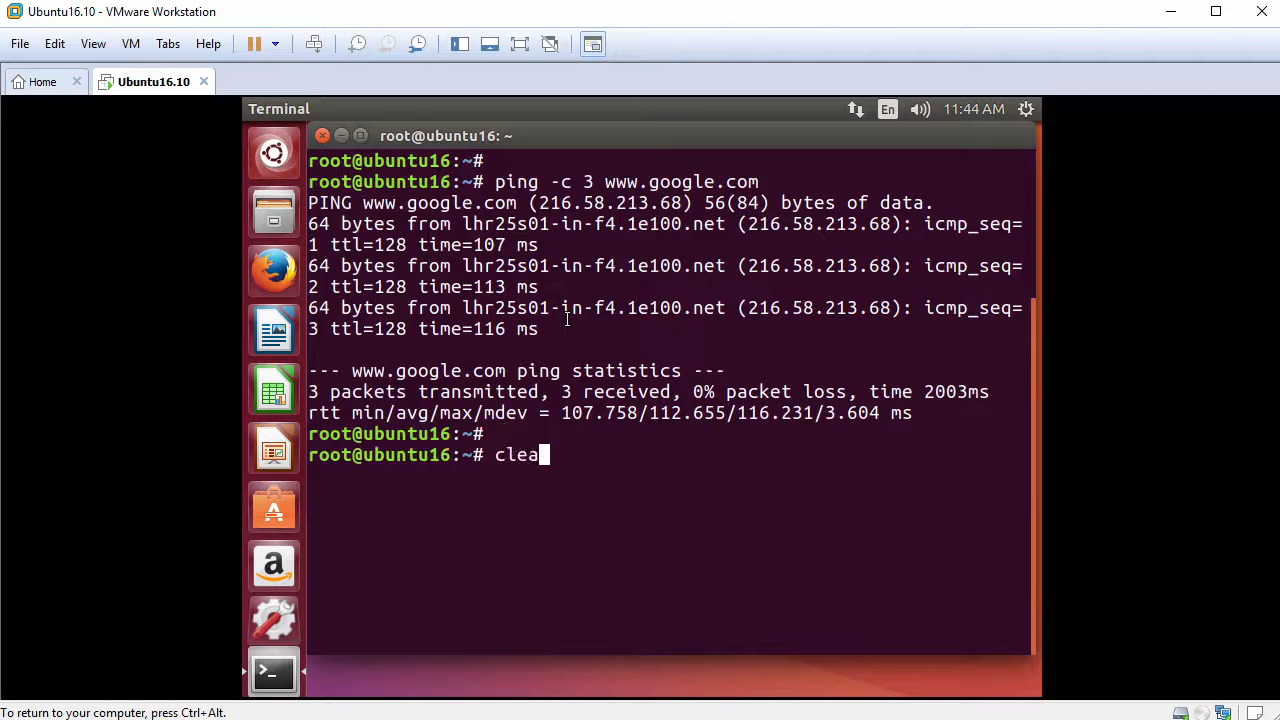 Ubuntu16.10 - VMware Workstation
File Edit View VM Tabs Help
Home Ubuntu16.10
Terminal En 11:44 AM
root@ubuntu16: ~
root@ubuntu16:~#
root@ubuntu16:~# ping -c 3 www.google.com
PING www.google.com (216.58.213.68) 56(84) bytes of data.
64 bytes from lhr25s01-in-f4.1e100.net (216.58.213.68): icmp_seq=
1 ttl=128 time=107 ms
64 bytes from lhr25s01-in-f4.1e100.net (216.58.213.68): icmp_seq=
2 ttl=128 time=113 ms
64 bytes from lhr25s01-in-f4.1e100.net (216.58.213.68): icmp_seq=
3 ttl=128 time=116 ms
--- www.google.com ping statistics ---
3 packets transmitted, 3 received, 0% packet loss, time 2003ms
rtt min/avg/max/mdev = 107.758/112.655/116.231/3.604 ms
root@ubuntu16:~#
root@ubuntu16:~# clea
To return to your computer, press Ctrl+Alt.